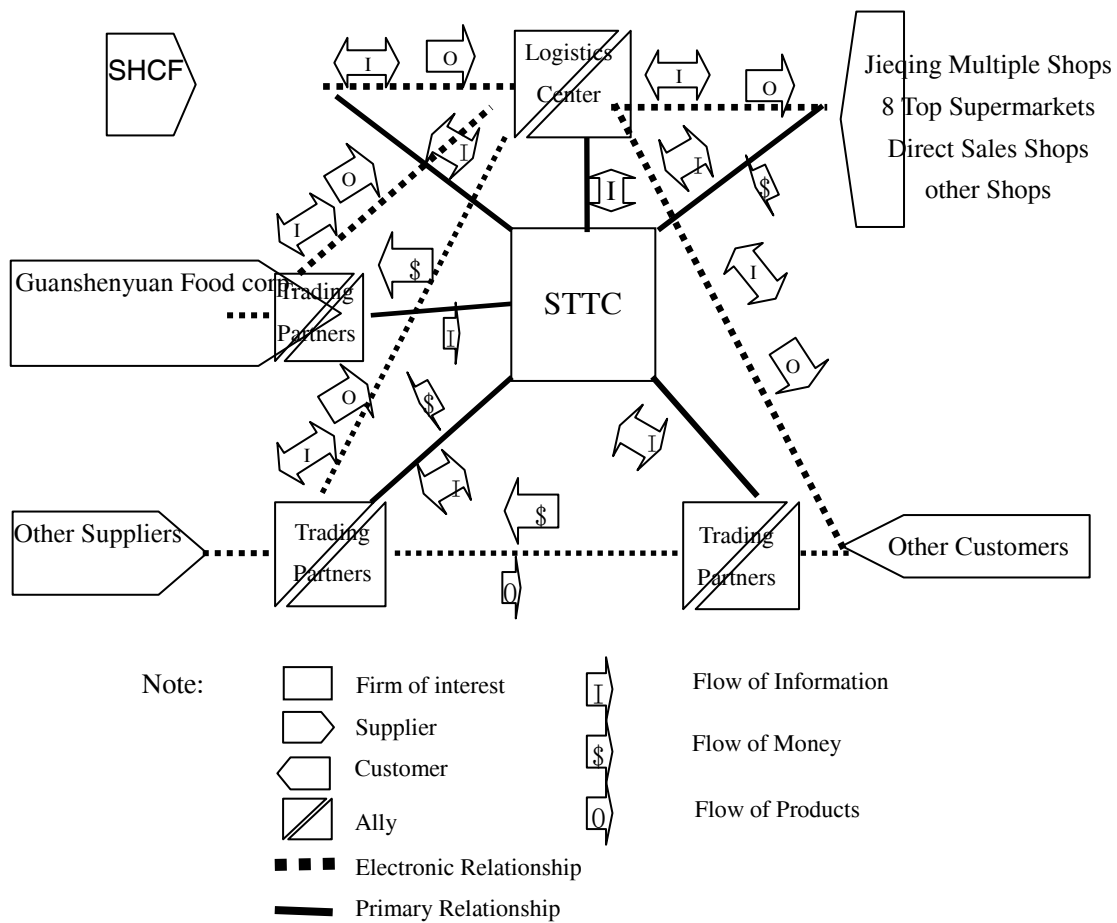 SHCF
I
O
Logistics
Center
I
O
Jieqing Multiple Shops
8 Top Supermarkets
Direct Sales Shops
other Shops
I
I
$
O
I
I
I
Guanshenyuan Food corp.
Trading
Partners
$
I
STTC
I
O
O
I
$
I
I
Other Suppliers
Trading
Partners
$
O
Trading
Partners
Other Customers
Note:
Firm of interest
Supplier
Customer
Ally
Electronic Relationship
Primary Relationship
I
Flow of Information
$
Flow of Money
O
Flow of Products